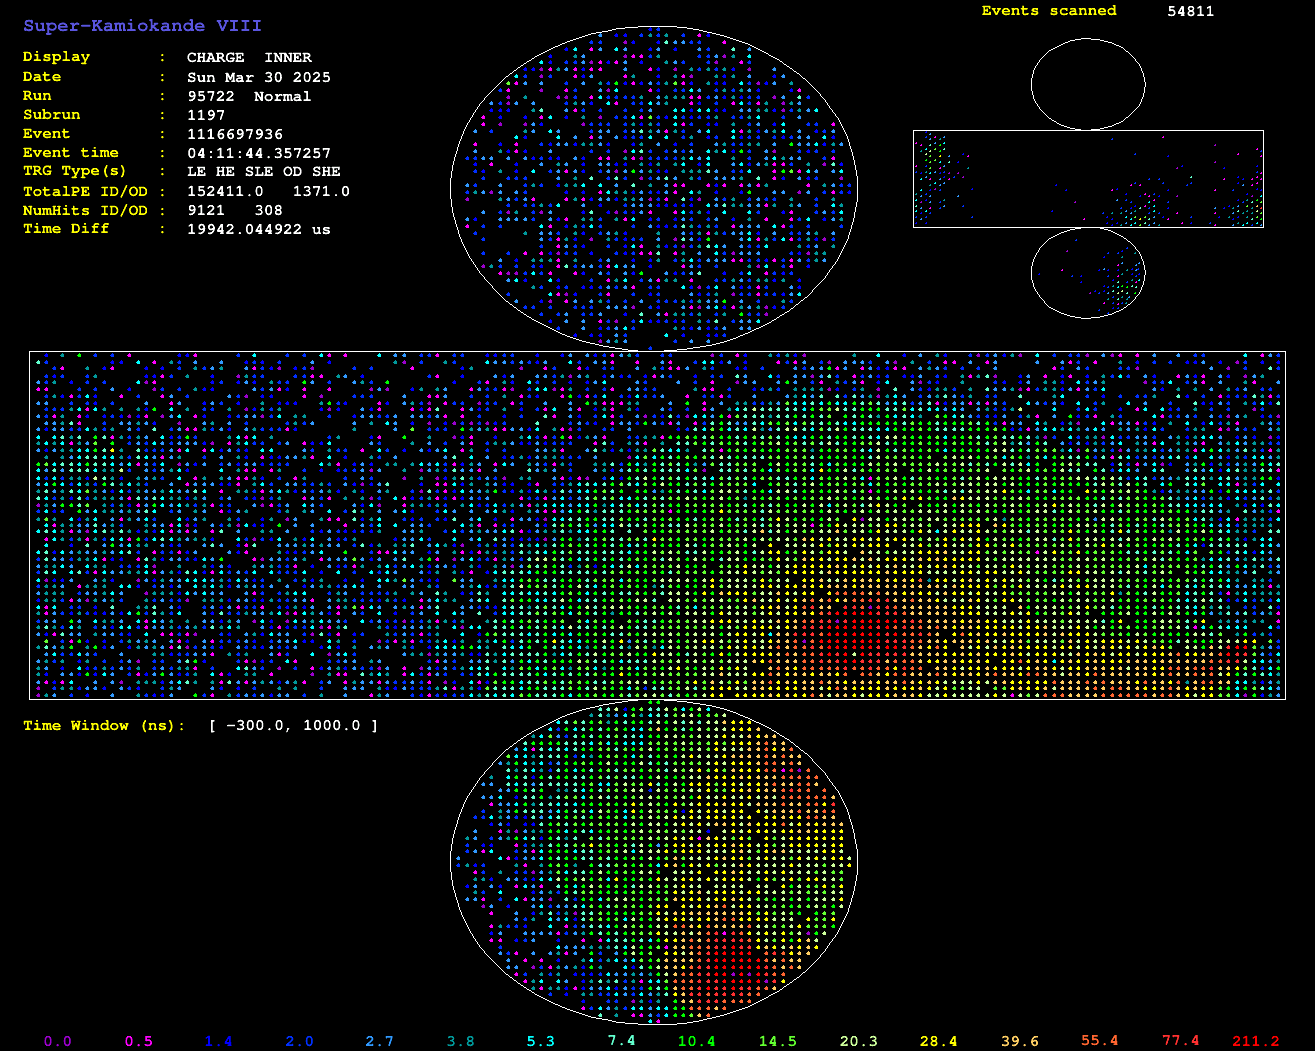 Super-Kamiokande VIII
Events scanned 54811
Display : CHARGE INNER
Date : Sun Mar 30 2025
Run : 95722 Normal
Subrun : 1197
Event : 1116697936
Event time : 04:11:44.357257
TRG Type(s) : LE HE SLE OD SHE
TotalPE ID/OD : 152411.0 1371.0
NumHits ID/OD : 9121 308
Time Diff : 19942.044922 us
Time Window (ns): [ -300.0, 1000.0 ]
0.0 0.5 1.4 2.0 2.7 3.8 5.3 7.4 10.4 14.5 20.3 28.4 39.6 55.4 77.4 211.2